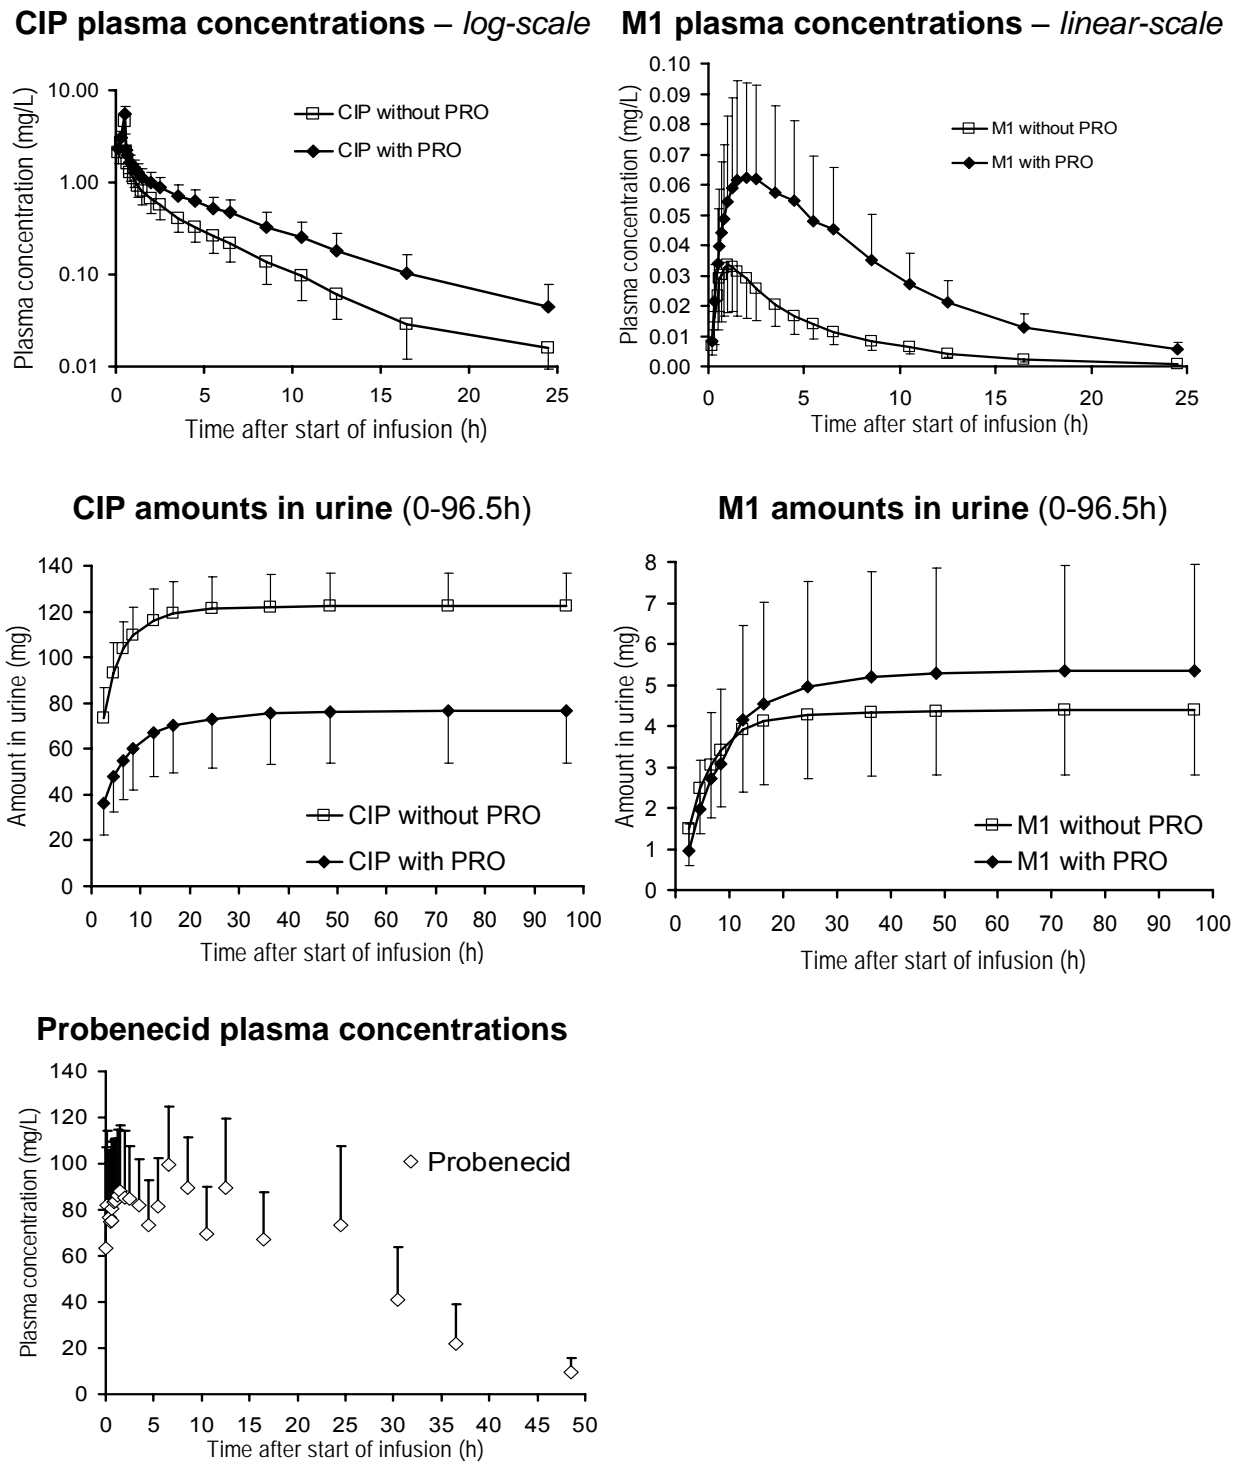 CIP plasma concentrations – log-scale
Plasma concentration (mg/L)
10.00
1.00
0.10
0.01
CIP without PRO
CIP with PRO
0 5 10 15 20 25
Time after start of infusion (h)
M1 plasma concentrations – linear-scale
Plasma concentration (mg/L)
0.10
0.09
0.08
0.07
0.06
0.05
0.04
0.03
0.02
0.01
0.00
M1 without PRO
M1 with PRO
0 5 10 15 20 25
Time after start of infusion (h)
CIP amounts in urine (0-96.5h)
Amount in urine (mg)
140
120
100
80
60
40
20
0
CIP without PRO
CIP with PRO
0 10 20 30 40 50 60 70 80 90 100
Time after start of infusion (h)
M1 amounts in urine (0-96.5h)
Amount in urine (mg)
8
7
6
5
4
3
2
1
0
M1 without PRO
M1 with PRO
0 10 20 30 40 50 60 70 80 90 100
Time after start of infusion (h)
Probenecid plasma concentrations
Plasma concentration (mg/L)
140
120
100
80
60
40
20
0
Probenecid
0 5 10 15 20 25 30 35 40 45 50
Time after start of infusion (h)